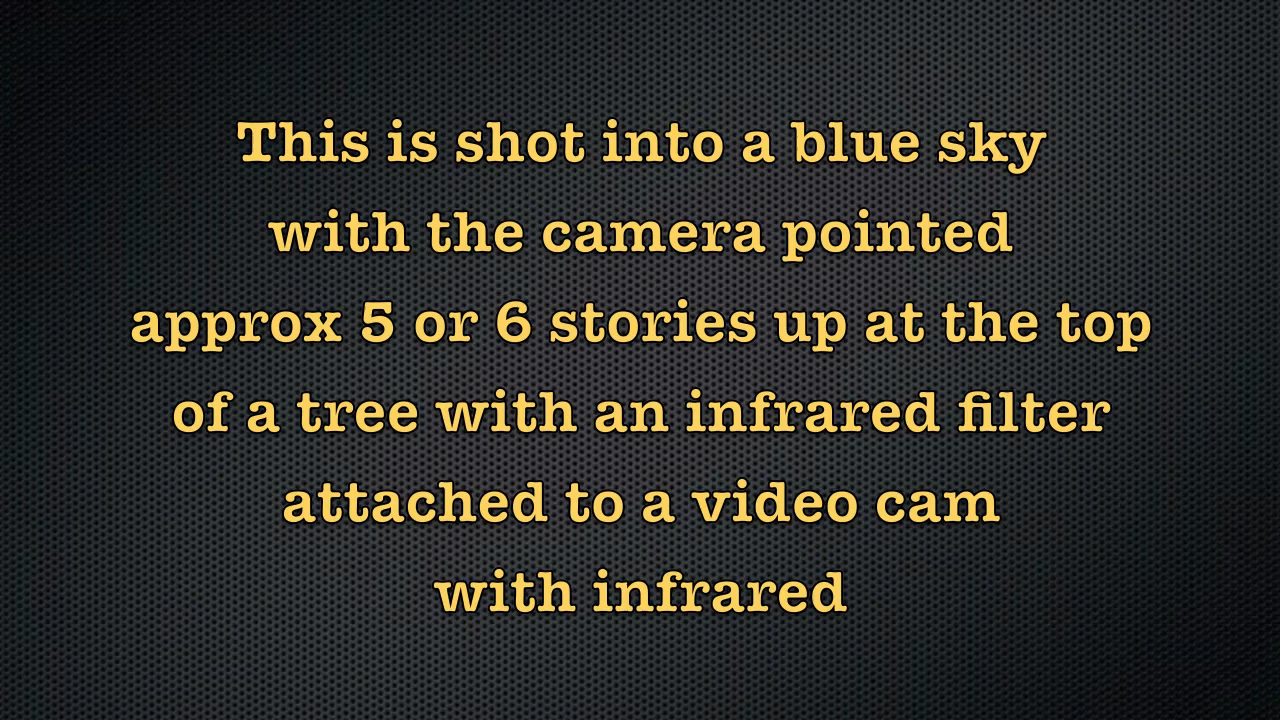 This is shot into a blue sky
with the camera pointed
approx 5 or 6 stories up at the top
of a tree with an infrared filter
attached to a video cam
with infrared